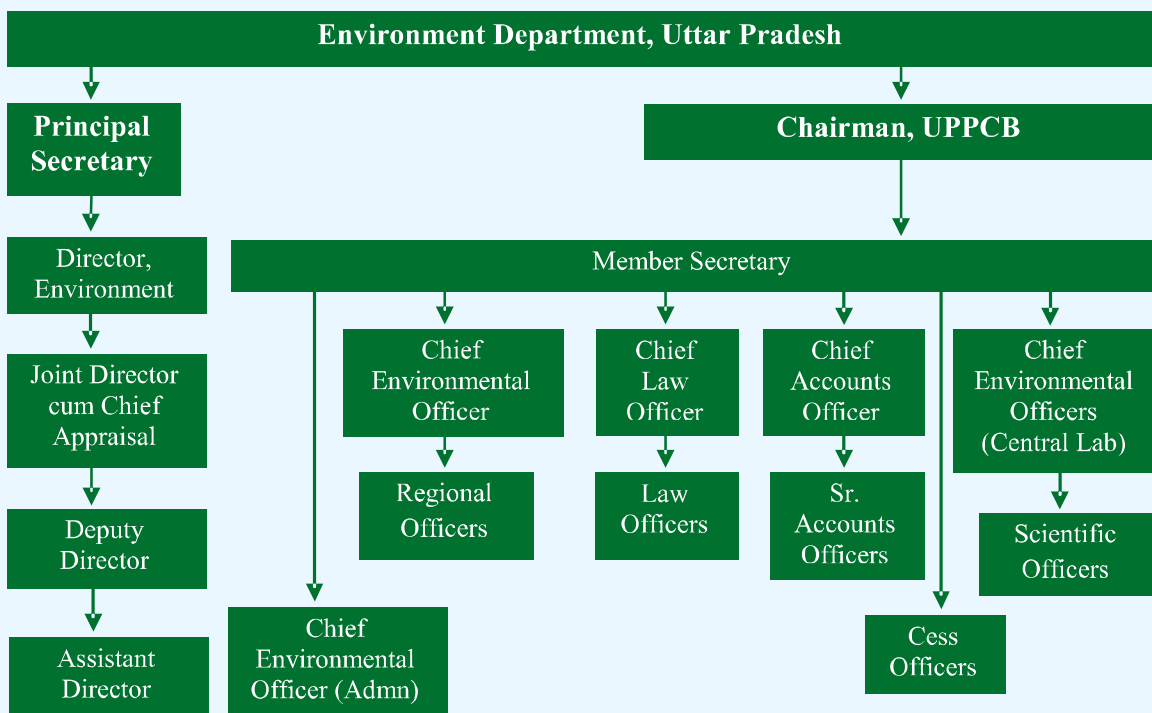 Environment Department, Uttar Pradesh
Principal
Secretary
Chairman, UPPCB
Director,
Environment
Member Secretary
Joint Director
cum Chief
Appraisal
Chief
Environmental
Officer
Chief
Law
Officer
Chief
Accounts
Officer
Chief
Environmental
Officers
(Central Lab)
Regional
Officers
Law
Officers
Sr.
Accounts
Officers
Scientific
Officers
Deputy
Director
Chief
Environmental
Officer (Admn)
Cess
Officers
Assistant
Director